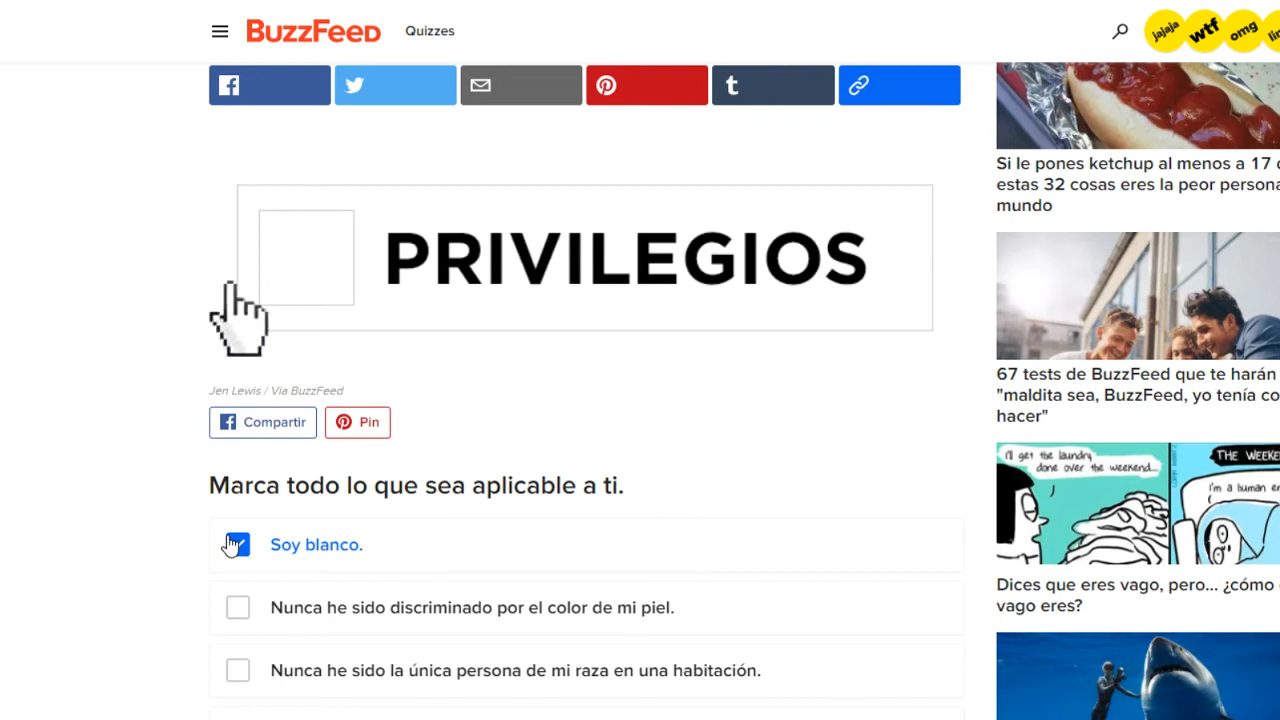 BuzzFeed
Quizzes
jajaja
wtf
omg
PRIVILEGIOS
Jen Lewis / Via BuzzFeed
Compartir
Pin
Marca todo lo que sea aplicable a ti.
Soy blanco.
Nunca he sido discriminado por el color de mi piel.
Nunca he sido la única persona de mi raza en una habitación.
Si le pones ketchup al menos a 17
estas 32 cosas eres la peor persona
mundo
67 tests de BuzzFeed que te harán
"maldita sea, BuzzFeed, yo tenía
hacer"
I'll get the laundry
done over the weekend...
THE WEEKE
I'm a human
Dices que eres vago, pero... ¿cómo
vago eres?